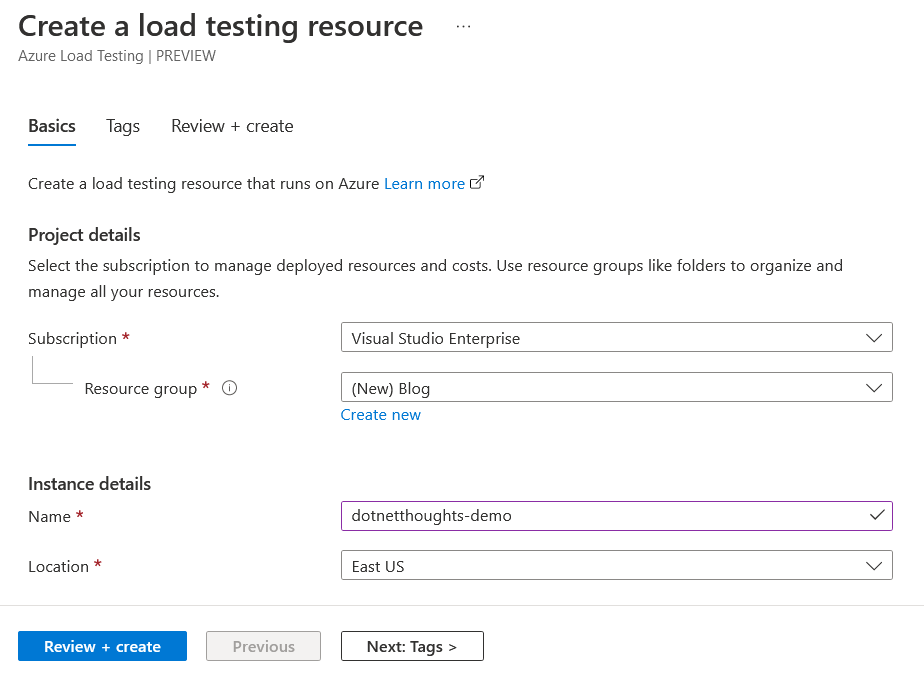 Create a load testing resource ...
Azure Load Testing | PREVIEW
Basics Tags Review + create
Create a load testing resource that runs on Azure Learn more
Project details
Select the subscription to manage deployed resources and costs. Use resource groups like folders to organize and
manage all your resources.
Subscription * Visual Studio Enterprise
Resource group * (New) Blog
Create new
Instance details
Name * dotnetthoughts-demo
Location * East US
Review + create Previous Next: Tags >